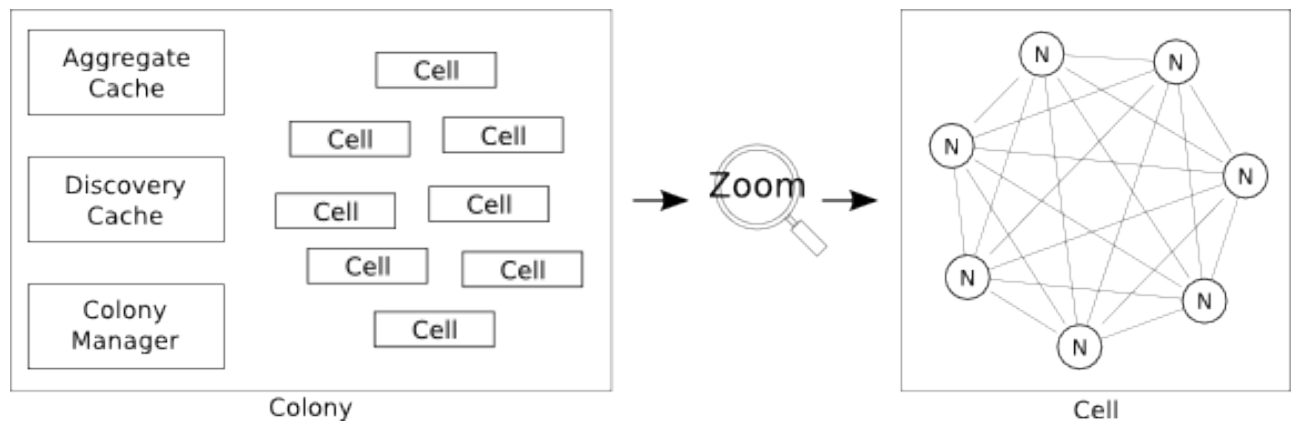 Aggregate
Cache
Discovery
Cache
Colony
Manager
Cell
Cell
Cell
Cell
Cell
Cell
Cell
Cell
Colony
Zoom
N
N
N
N
N
N
N
Cell